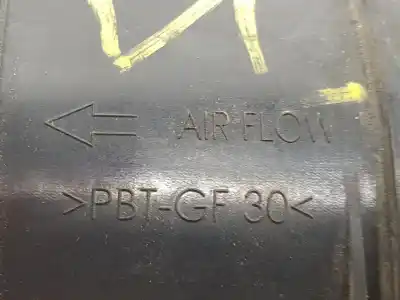 AIR FLOW
>PBT-GF 30<